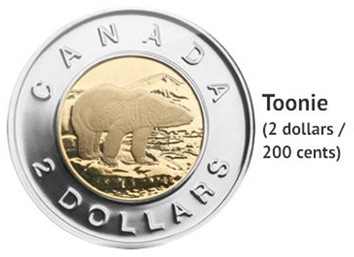 CANADA
2 DOLLARS
Toonie
(2 dollars /
200 cents)